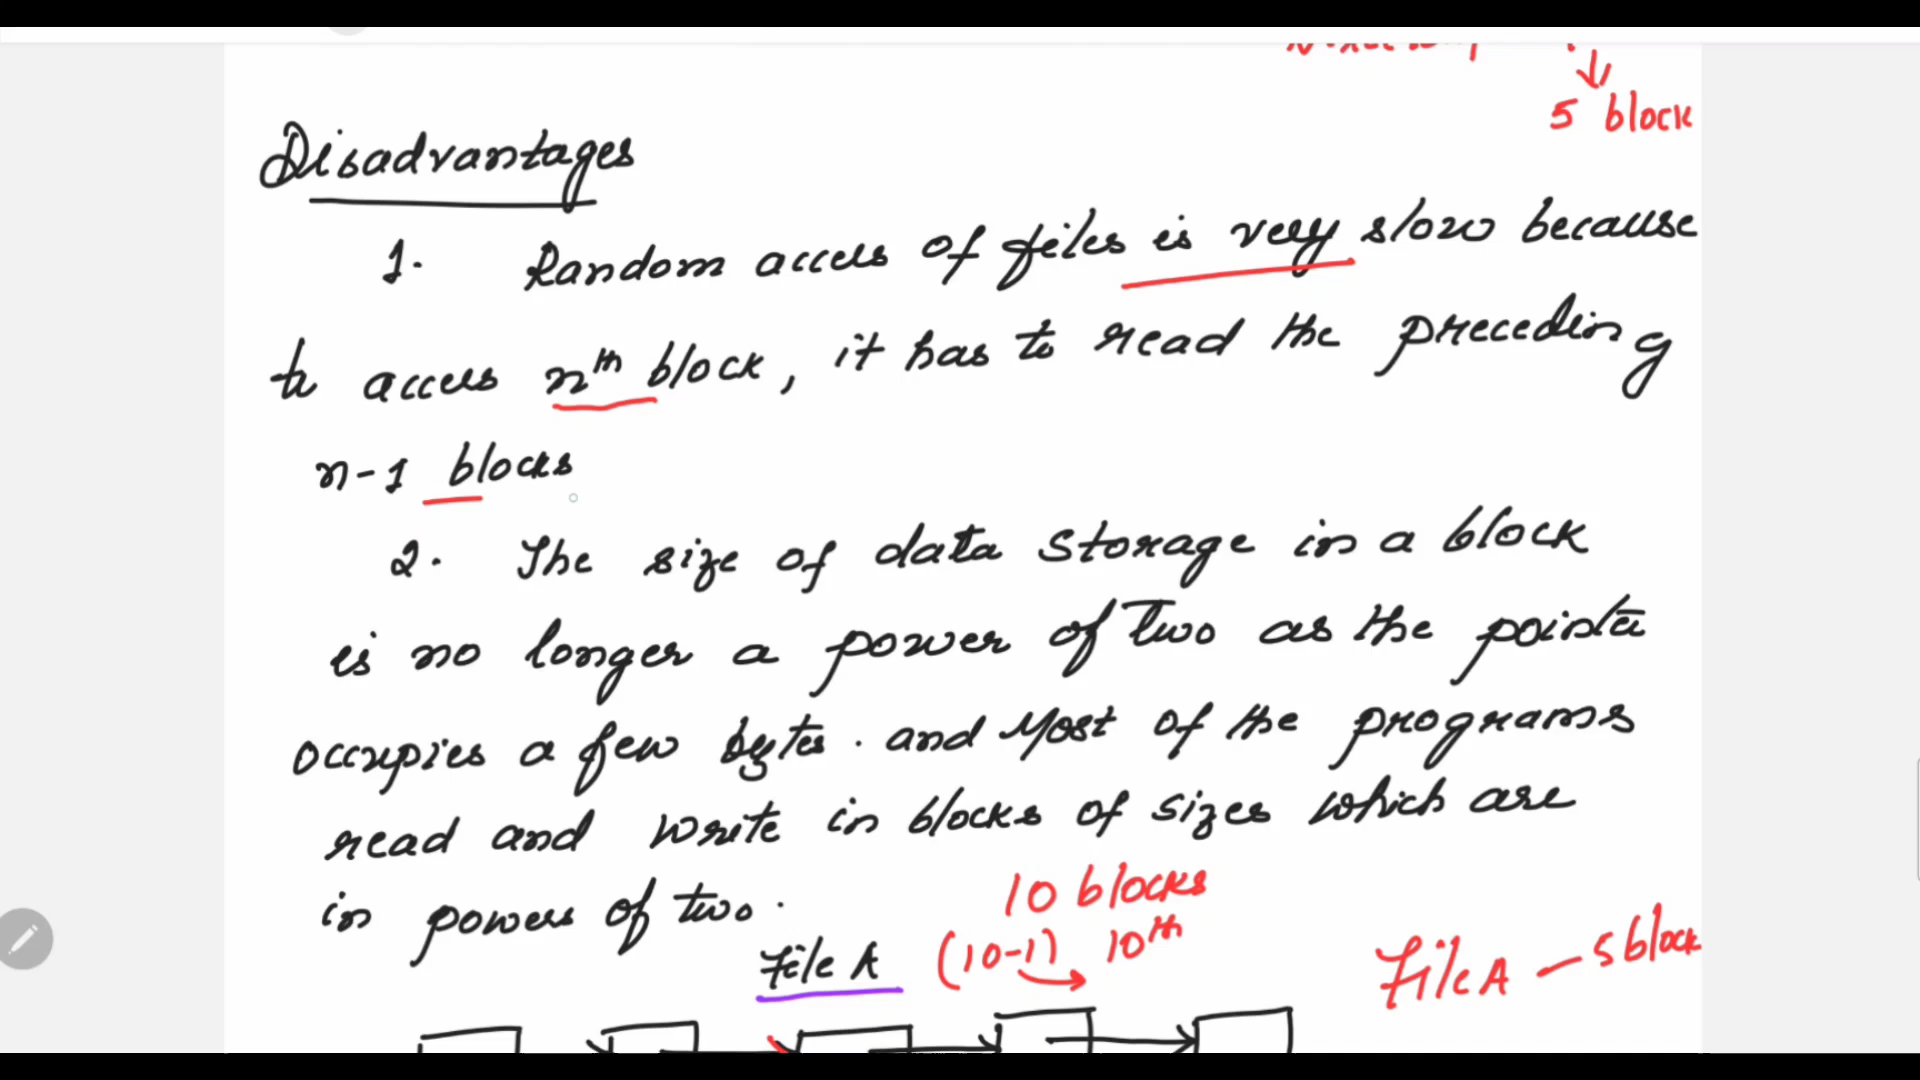 5 block
Disadvantages
1. Random access of files is very slow because
to access nth block, it has to read the preceding
n-1 blocks
2. The size of data storage in a block
is no longer a power of two as the pointer
occupies a few bytes. and Most of the programs
read and write in blocks of sizes which are
in powers of two.
10 blocks
File A (10-1) 10th
File A - 5 block